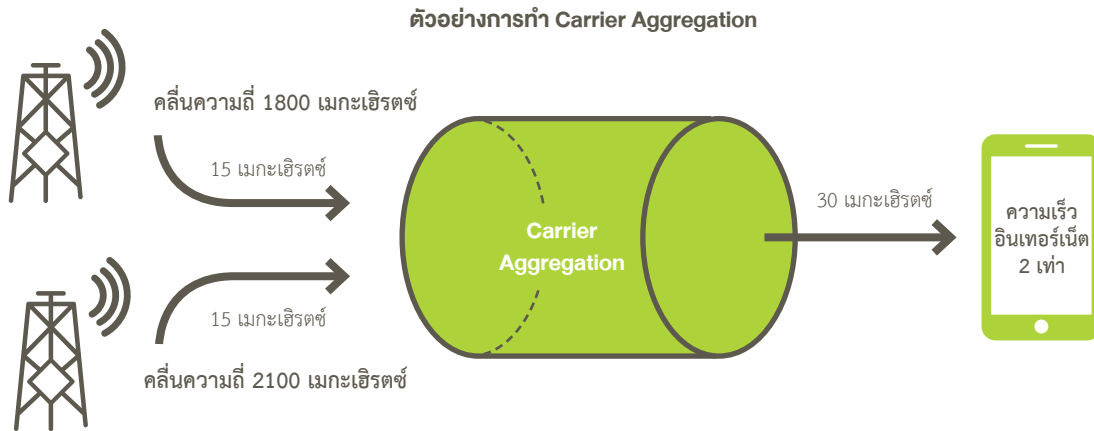 ตัวอย่างการทำ Carrier Aggregation
คลื่นความถี่ 1800 เมกะเฮิรตซ์
15 เมกะเฮิรตซ์
Carrier
Aggregation
30 เมกะเฮิรตซ์
ความเร็ว
อินเทอร์เน็ต
2 เท่า
15 เมกะเฮิรตซ์
คลื่นความถี่ 2100 เมกะเฮิรตซ์